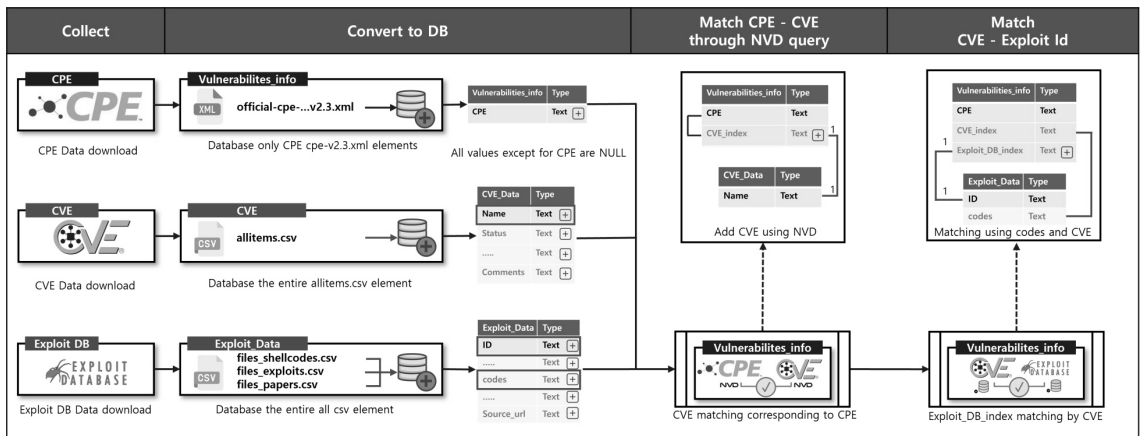 Collect
Convert to DB
Match CPE - CVE
through NVD query
Match
CVE - Exploit Id
CPE
CPE
CPE Data download
Vulnerabilites_info
XML
official-cpe-...v2.3.xml
Database only CPE cpe-v2.3.xml elements
Vulnerabilities_info Type
CPE Text +
All values except for CPE are NULL
CVE
CVE
CVE Data download
CVE
CSV
allitems.csv
Database the entire allitems.csv element
CVE_Data Type
Name Text +
Status Text +
..... Text +
Comments Text +
Exploit DB
EXPLOIT
DATABASE
Exploit DB Data download
Exploit_Data
CSV
files_shellcodes.csv
files_exploits.csv
files_papers.csv
Database the entire all csv element
Exploit_Data Type
ID Text +
..... Text +
codes Text +
..... Text +
Source_url Text +
Vulnerabilities_info Type
CPE Text
CVE_index Text + 1
CVE_Data Type
Name Text 1
Add CVE using NVD
Vulnerabilites_info
CPE CVE
NVD NVD
CVE matching corresponding to CPE
Vulnerabilities_info Type
CPE Text
CVE_index Text
1 Exploit_DB_index Text +
Exploit_Data Type
1 ID Text
codes Text
Matching using codes and CVE
Vulnerabilites_info
CVE EXPLOIT
DATABASE
Exploit_DB_index matching by CVE